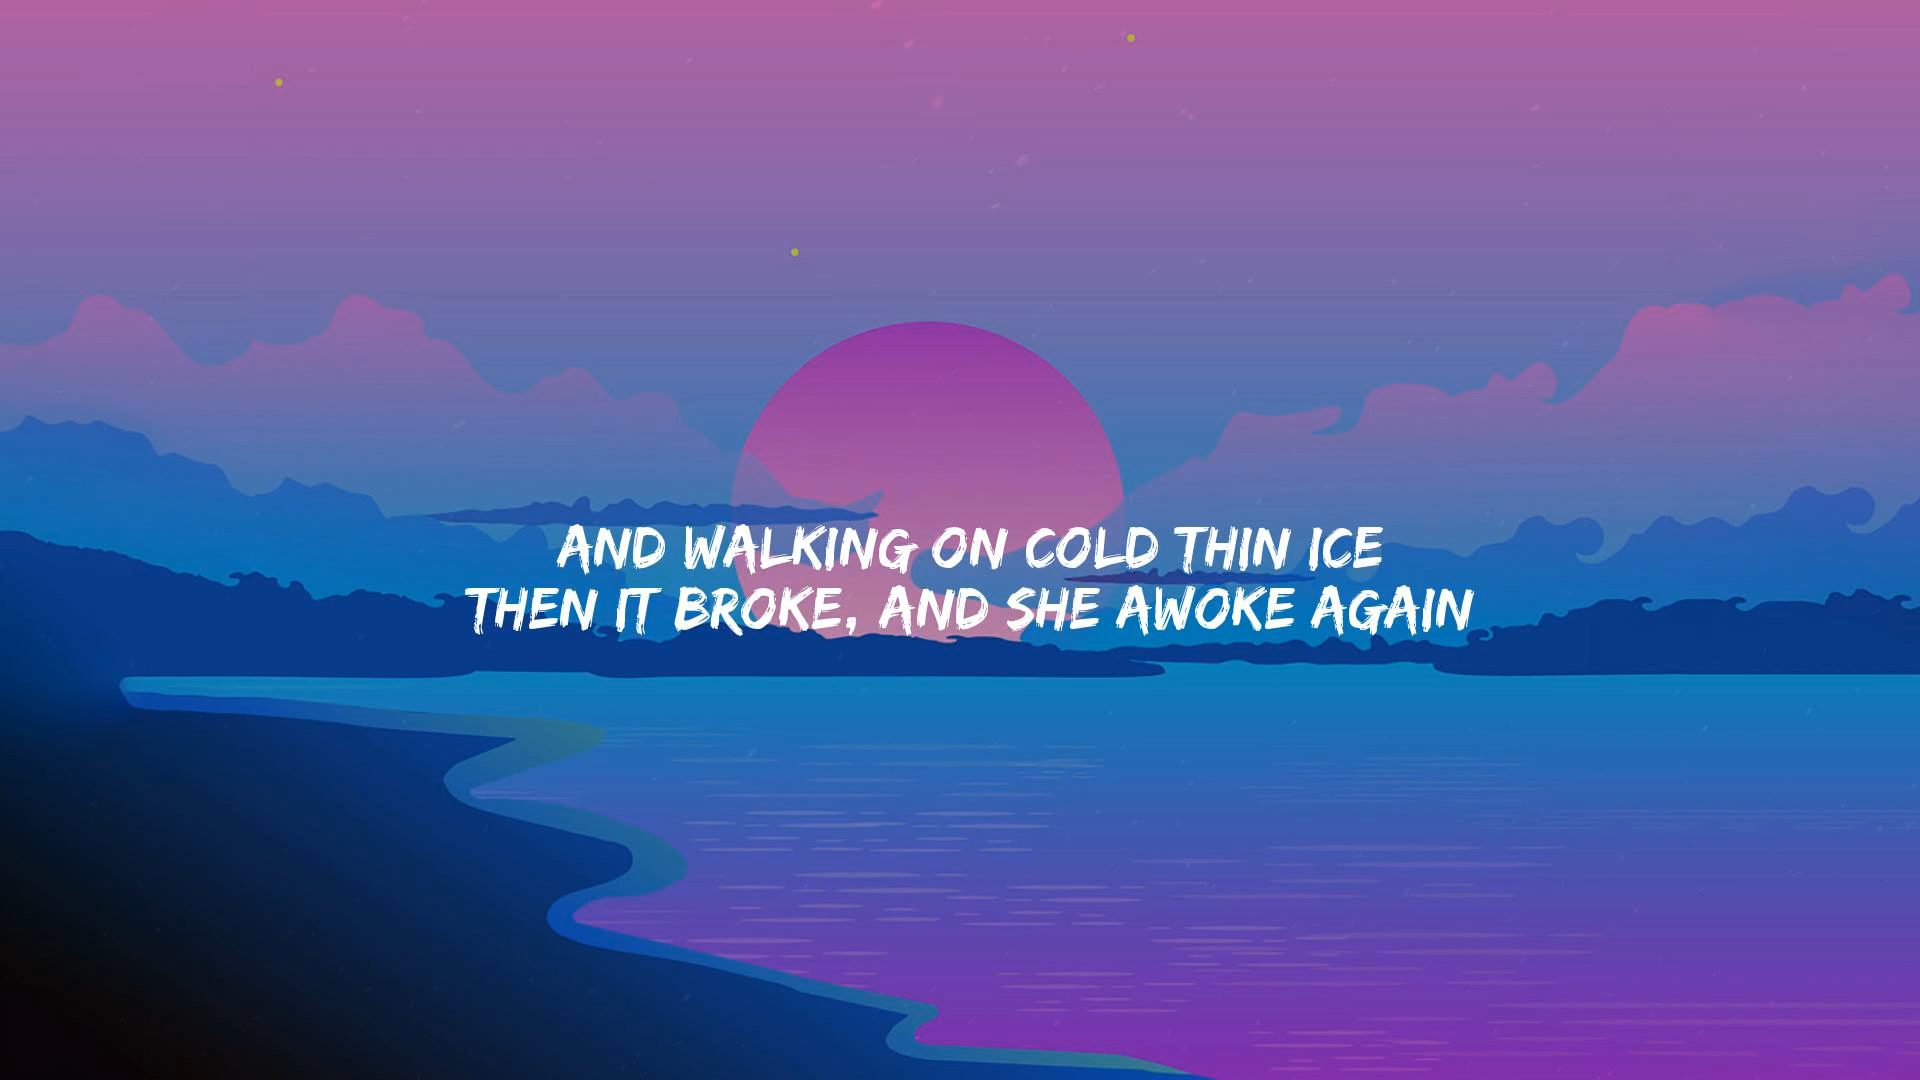 AND WALKING ON COLD THIN ICE
THEN IT BROKE, AND SHE AWOKE AGAIN